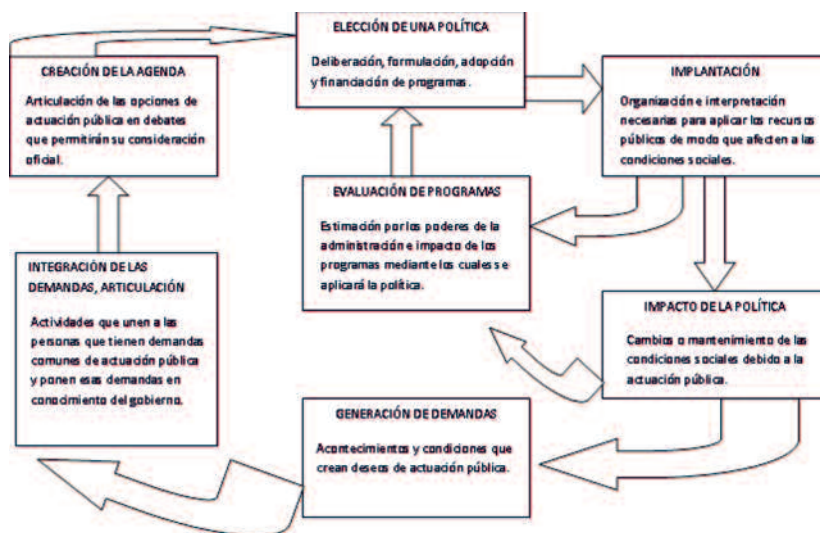 ELECCIÓN DE UNA POLÍTICA
Deliberación, formulación, adopción
y financiación de programas.
CREACIÓN DE LA AGENDA
Articulación de las opciones de
actuación pública en debates
que permitirán su consideración
oficial.
IMPLANTACIÓN
Organización e interpretación
necesarias para aplicar los recursos
públicos de modo que afecten a las
condiciones sociales.
EVALUACIÓN DE PROGRAMAS
Estimación por los poderes de la
administración e impacto de los
programas mediante los cuales se
aplicará la política.
INTEGRACIÓN DE LAS
DEMANDAS, ARTICULACIÓN
Actividades que unen a las
personas que tienen demandas
comunes de actuación pública
y ponen esas demandas en
conocimiento del gobierno.
IMPACTO DE LA POLÍTICA
Cambios o mantenimiento de las
condiciones sociales debido a la
actuación pública.
GENERACIÓN DE DEMANDAS
Acontecimientos y condiciones que
crean deseos de actuación pública.